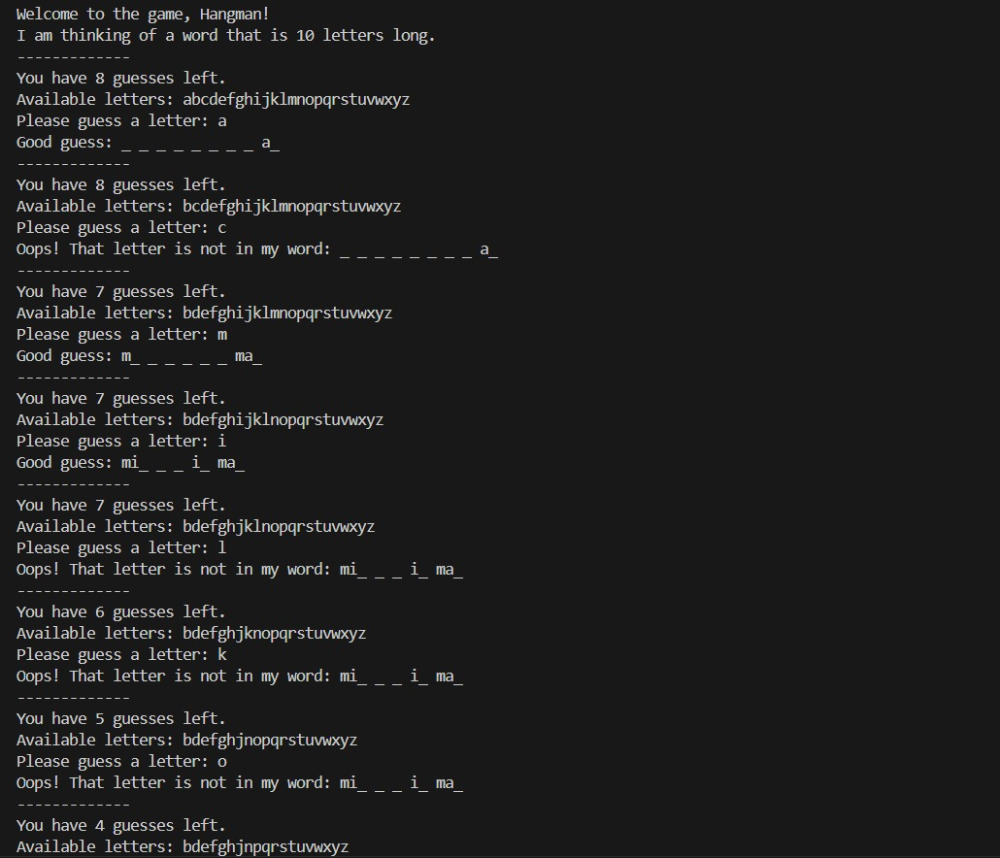 Welcome to the game, Hangman!
I am thinking of a word that is 10 letters long.
-------------
You have 8 guesses left.
Available letters: abcdefghijklmnopqrstuvwxyz
Please guess a letter: a
Good guess: _ _ _ _ _ _ _ _ a_
-------------
You have 8 guesses left.
Available letters: bcdefghijklmnopqrstuvwxyz
Please guess a letter: c
Oops! That letter is not in my word: _ _ _ _ _ _ _ _ a_
-------------
You have 7 guesses left.
Available letters: bdefghijklmnopqrstuvwxyz
Please guess a letter: m
Good guess: m_ _ _ _ _ _ ma_
-------------
You have 7 guesses left.
Available letters: bdefghijklnopqrstuvwxyz
Please guess a letter: i
Good guess: mi_ _ _ i_ ma_
-------------
You have 7 guesses left.
Available letters: bdefghjklnopqrstuvwxyz
Please guess a letter: l
Oops! That letter is not in my word: mi_ _ _ i_ ma_
-------------
You have 6 guesses left.
Available letters: bdefghjknopqrstuvwxyz
Please guess a letter: k
Oops! That letter is not in my word: mi_ _ _ i_ ma_
-------------
You have 5 guesses left.
Available letters: bdefghjnopqrstuvwxyz
Please guess a letter: o
Oops! That letter is not in my word: mi_ _ _ i_ ma_
-------------
You have 4 guesses left.
Available letters: bdefghjnpqrstuvwxyz